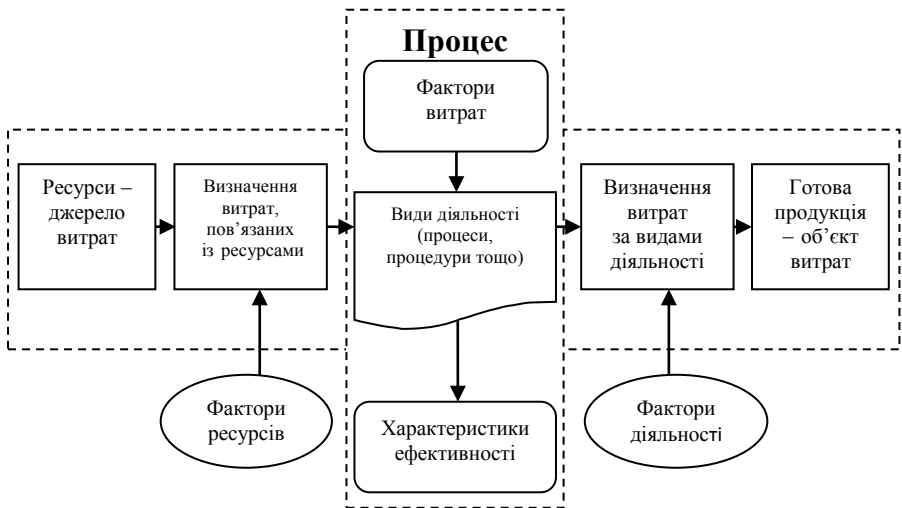 Процес
Фактори
витрат
Ресурси –
джерело
витрат
Визначення
витрат,
пов’язаних
із ресурсами
Види діяльності
(процеси,
процедури тощо)
Визначення
витрат
за видами
діяльності
Готова
продукція
– об’єкт
витрат
Фактори
ресурсів
Характеристики
ефективності
Фактори
діяльності